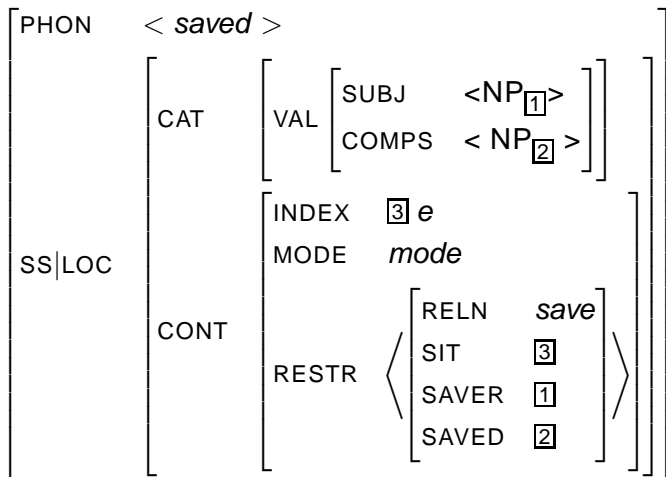 PHON < saved >
SUBJ <NP1>
CAT VAL
COMPS < NP2 >
INDEX 3 e
SS|LOC MODE mode
RELN save
CONT SIT 3
RESTR
SAVER 1
SAVED 2